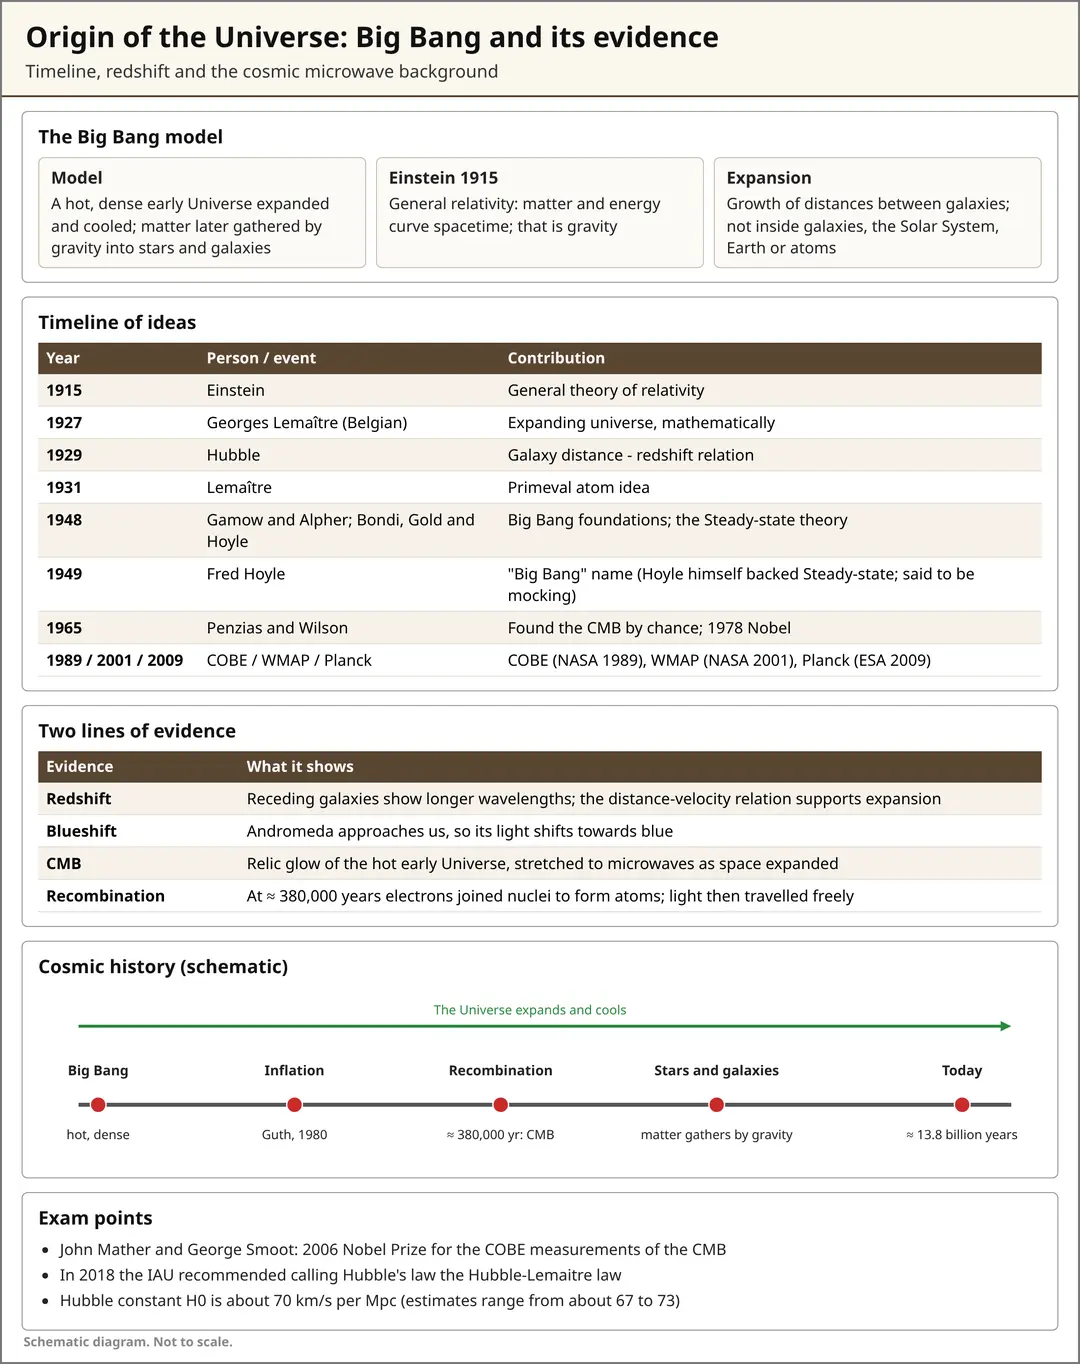 Origin of the Universe: Big Bang and its evidence
Timeline, redshift and the cosmic microwave background
The Big Bang model
Model
A hot, dense early Universe expanded
and cooled; matter later gathered by
gravity into stars and galaxies
Einstein 1915
General relativity: matter and energy
curve spacetime; that is gravity
Expansion
Growth of distances between galaxies;
not inside galaxies, the Solar System,
Earth or atoms
Timeline of ideas
Year Person / event Contribution
1915 Einstein General theory of relativity
1927 Georges Lemaître (Belgian) Expanding universe, mathematically
1929 Hubble Galaxy distance - redshift relation
1931 Lemaître Primeval atom idea
1948 Gamow and Alpher; Bondi, Gold and Big Bang foundations; the Steady-state theory
Hoyle
1949 Fred Hoyle "Big Bang" name (Hoyle himself backed Steady-state; said to be
mocking)
1965 Penzias and Wilson Found the CMB by chance; 1978 Nobel
1989 / 2001 / 2009 COBE / WMAP / Planck COBE (NASA 1989), WMAP (NASA 2001), Planck (ESA 2009)
Two lines of evidence
Evidence What it shows
Redshift Receding galaxies show longer wavelengths; the distance-velocity relation supports expansion
Blueshift Andromeda approaches us, so its light shifts towards blue
CMB Relic glow of the hot early Universe, stretched to microwaves as space expanded
Recombination At ≈ 380,000 years electrons joined nuclei to form atoms; light then travelled freely
Cosmic history (schematic)
The Universe expands and cools
Big Bang Inflation Recombination Stars and galaxies Today
hot, dense Guth, 1980 ≈ 380,000 yr: CMB matter gathers by gravity ≈ 13.8 billion years
Exam points
• John Mather and George Smoot: 2006 Nobel Prize for the COBE measurements of the CMB
• In 2018 the IAU recommended calling Hubble's law the Hubble-Lemaitre law
• Hubble constant H0 is about 70 km/s per Mpc (estimates range from about 67 to 73)
Schematic diagram. Not to scale.